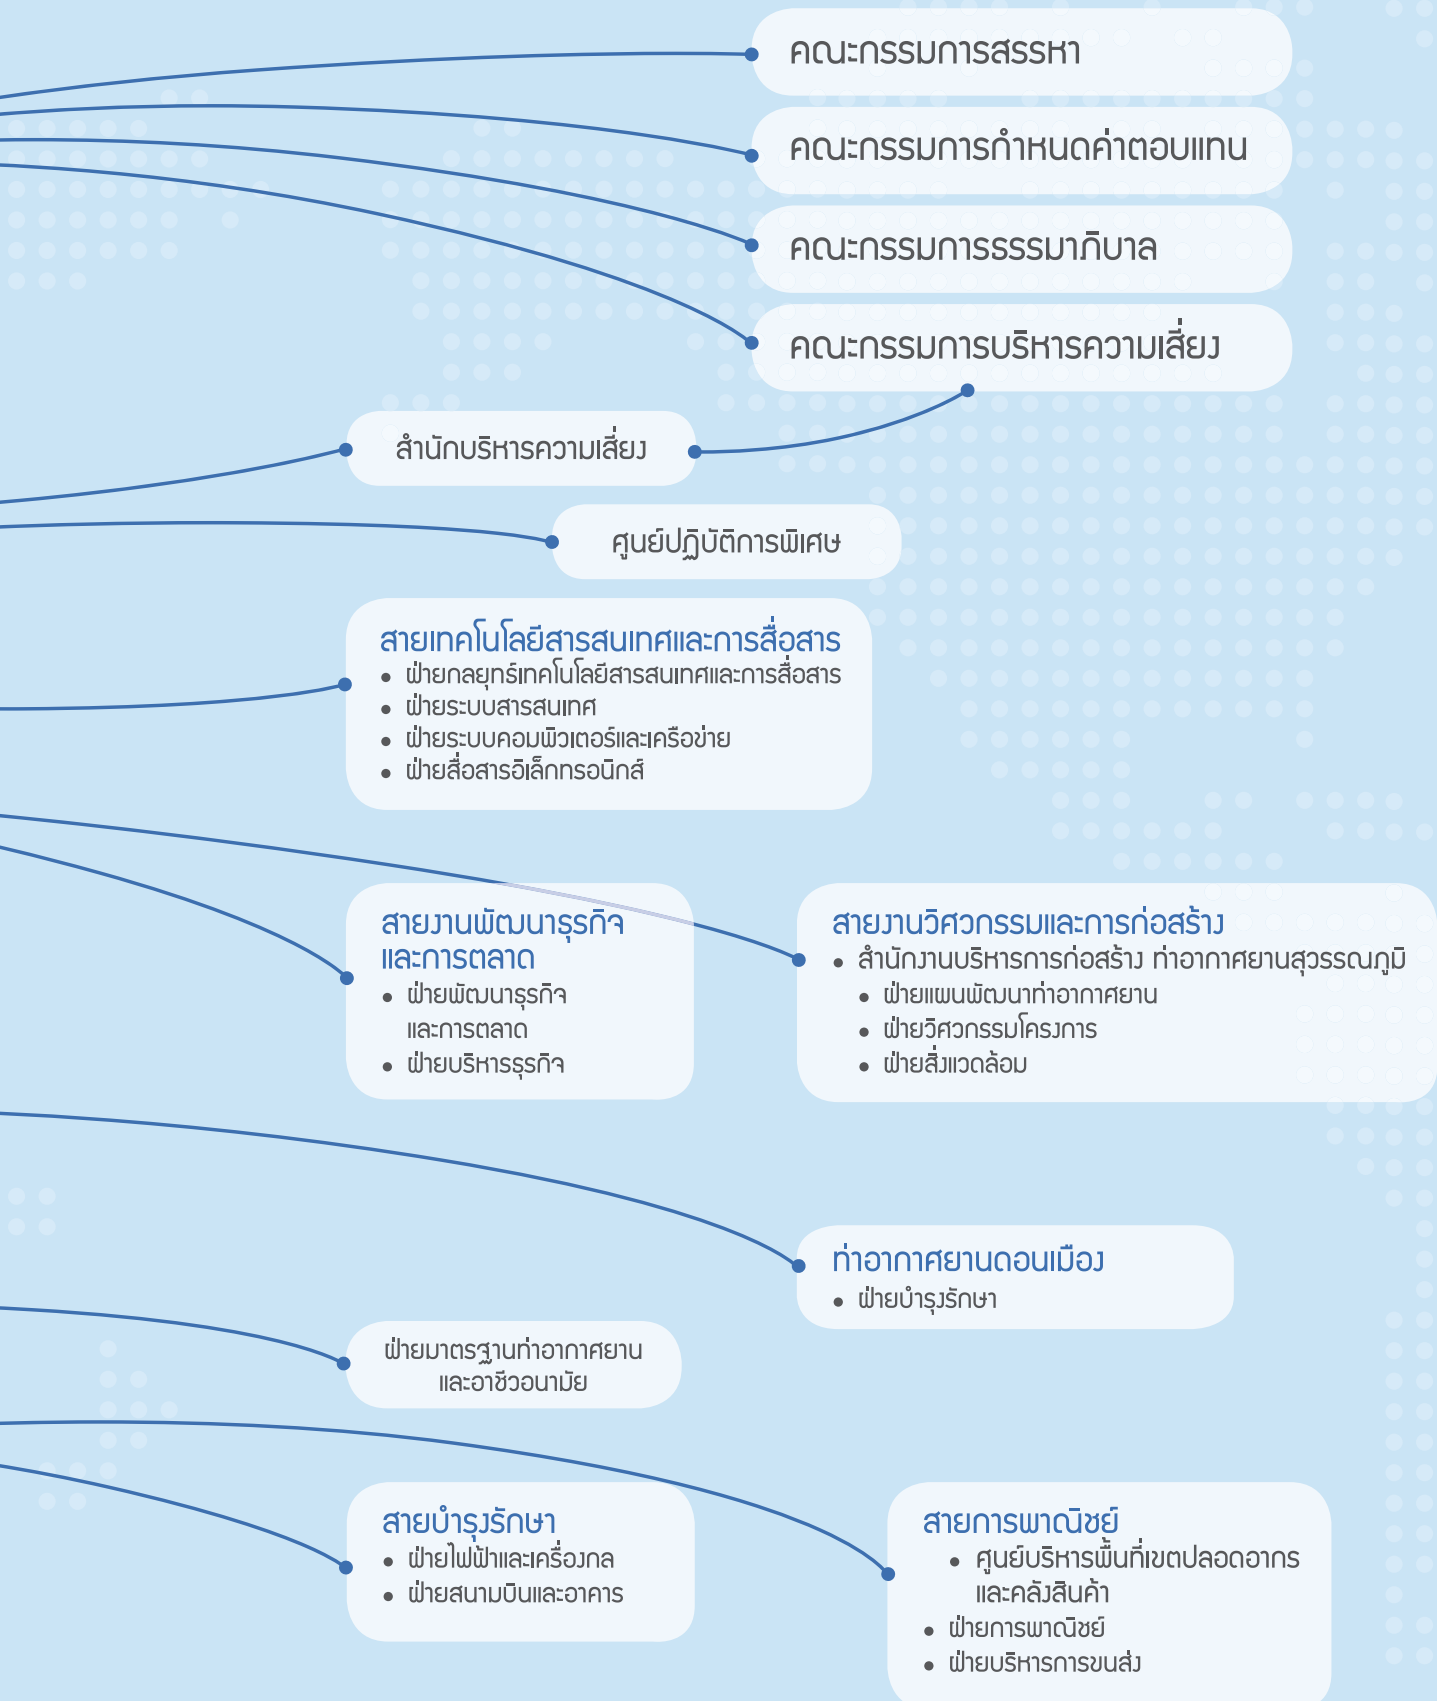 คณะกรรมการสรรหา
คณะกรรมการกำหนดค่าตอบแทน
คณะกรรมการธรรมาภิบาล
คณะกรรมการบริหารความเสี่ยง
สำนักบริหารความเสี่ยง
ศูนย์ปฏิบัติการพิเศษ
สายเทคโนโลยีสารสนเทศและการสื่อสาร
• ฝ่ายกลยุทธ์เทคโนโลยีสารสนเทศและการสื่อสาร
• ฝ่ายระบบสารสนเทศ
• ฝ่ายระบบคอมพิวเตอร์และเครือข่าย
• ฝ่ายสื่อสารอิเล็กทรอนิกส์
สายงานพัฒนาธุรกิจ
และการตลาด
• ฝ่ายพัฒนาธุรกิจ
และการตลาด
• ฝ่ายบริหารธุรกิจ
สายงานวิศวกรรมและการก่อสร้าง
• สำนักงานบริหารการก่อสร้าง ท่าอากาศยานสุวรรณภูมิ
• ฝ่ายแผนพัฒนาท่าอากาศยาน
• ฝ่ายวิศวกรรมโครงการ
• ฝ่ายสิ่งแวดล้อม
ท่าอากาศยานดอนเมือง
• ฝ่ายบำรุงรักษา
ฝ่ายมาตรฐานท่าอากาศยาน
และอาชีวอนามัย
สายบำรุงรักษา
• ฝ่ายไฟฟ้าและเครื่องกล
• ฝ่ายสนามบินและอาคาร
สายการพาณิชย์
• ศูนย์บริหารพื้นที่เขตปลอดอากร
และคลังสินค้า
• ฝ่ายการพาณิชย์
• ฝ่ายบริหารการขนส่ง